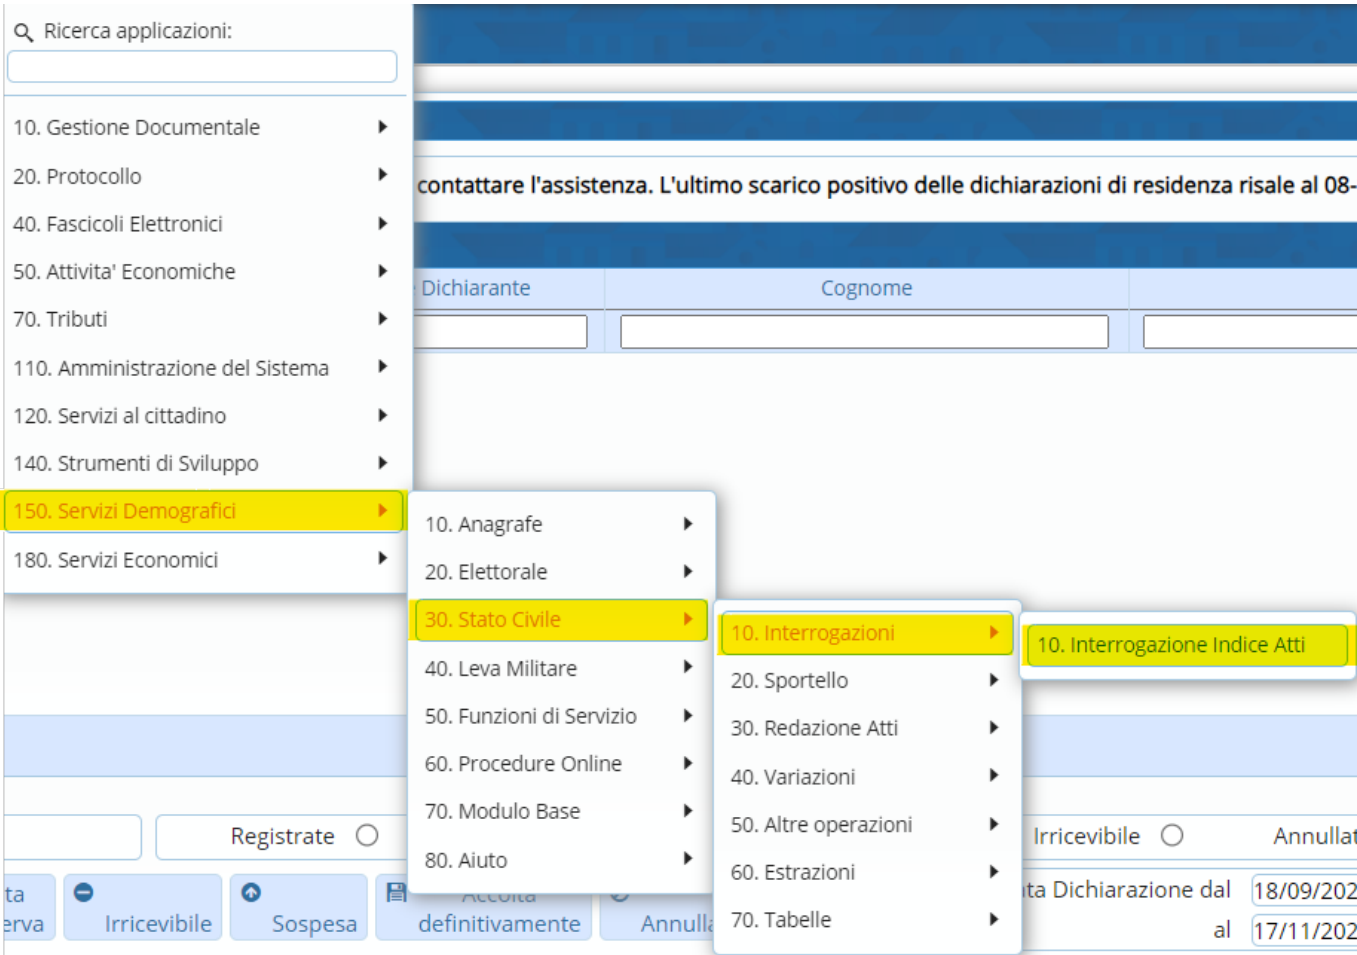 Ricerca applicazioni:
10. Gestione Documentale
20. Protocollo
40. Fascicoli Elettronici
50. Attivita' Economiche
70. Tributi
110. Amministrazione del Sistema
120. Servizi al cittadino
140. Strumenti di Sviluppo
150. Servizi Demografici
180. Servizi Economici
contattare l'assistenza. L'ultimo scarico positivo delle dichiarazioni di residenza risale al 08-
Dichiarante
Cognome
10. Anagrafe
20. Elettorale
30. Stato Civile
40. Leva Militare
50. Funzioni di Servizio
60. Procedure Online
70. Modulo Base
80. Aiuto
10. Interrogazioni
20. Sportello
30. Redazione Atti
40. Variazioni
50. Altre operazioni
60. Estrazioni
70. Tabelle
10. Interrogazione Indice Atti
Registrate
Irricevibile
Annullat
ta
erva
Irricevibile
Sospesa
Accolta
definitivamente
Annulla
ta Dichiarazione dal 18/09/202
al 17/11/202